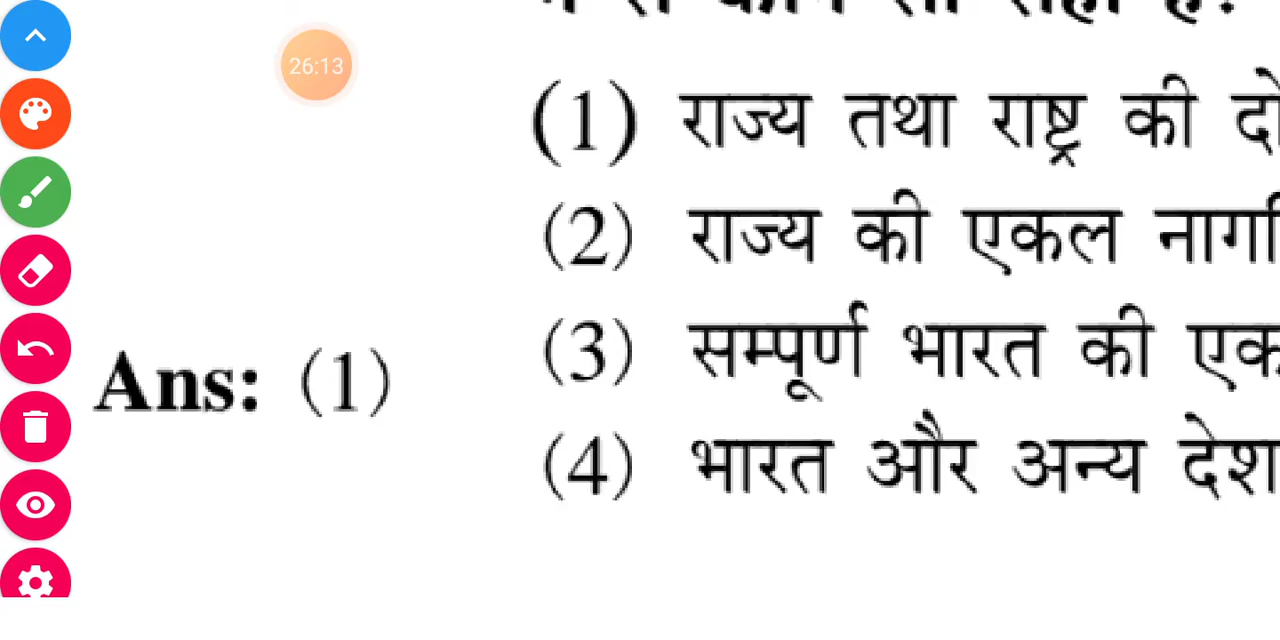 26:13
(1) राज्य तथा राष्ट्र की
(2) राज्य की एकल
(3) सम्पूर्ण भारत की
Ans: (1)
(4) भारत और अन्य देश